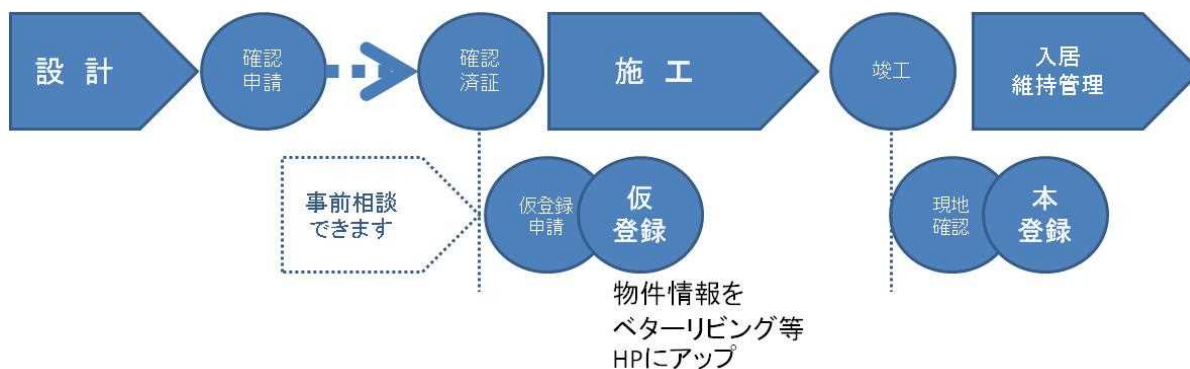 設 計
確認
申請
確認
済証
施 工
竣工
入居
維持管理
事前相談
できます
仮登録
申請
仮
登録
現地
確認
本
登録
物件情報を
ベターリビング等
HPにアップ